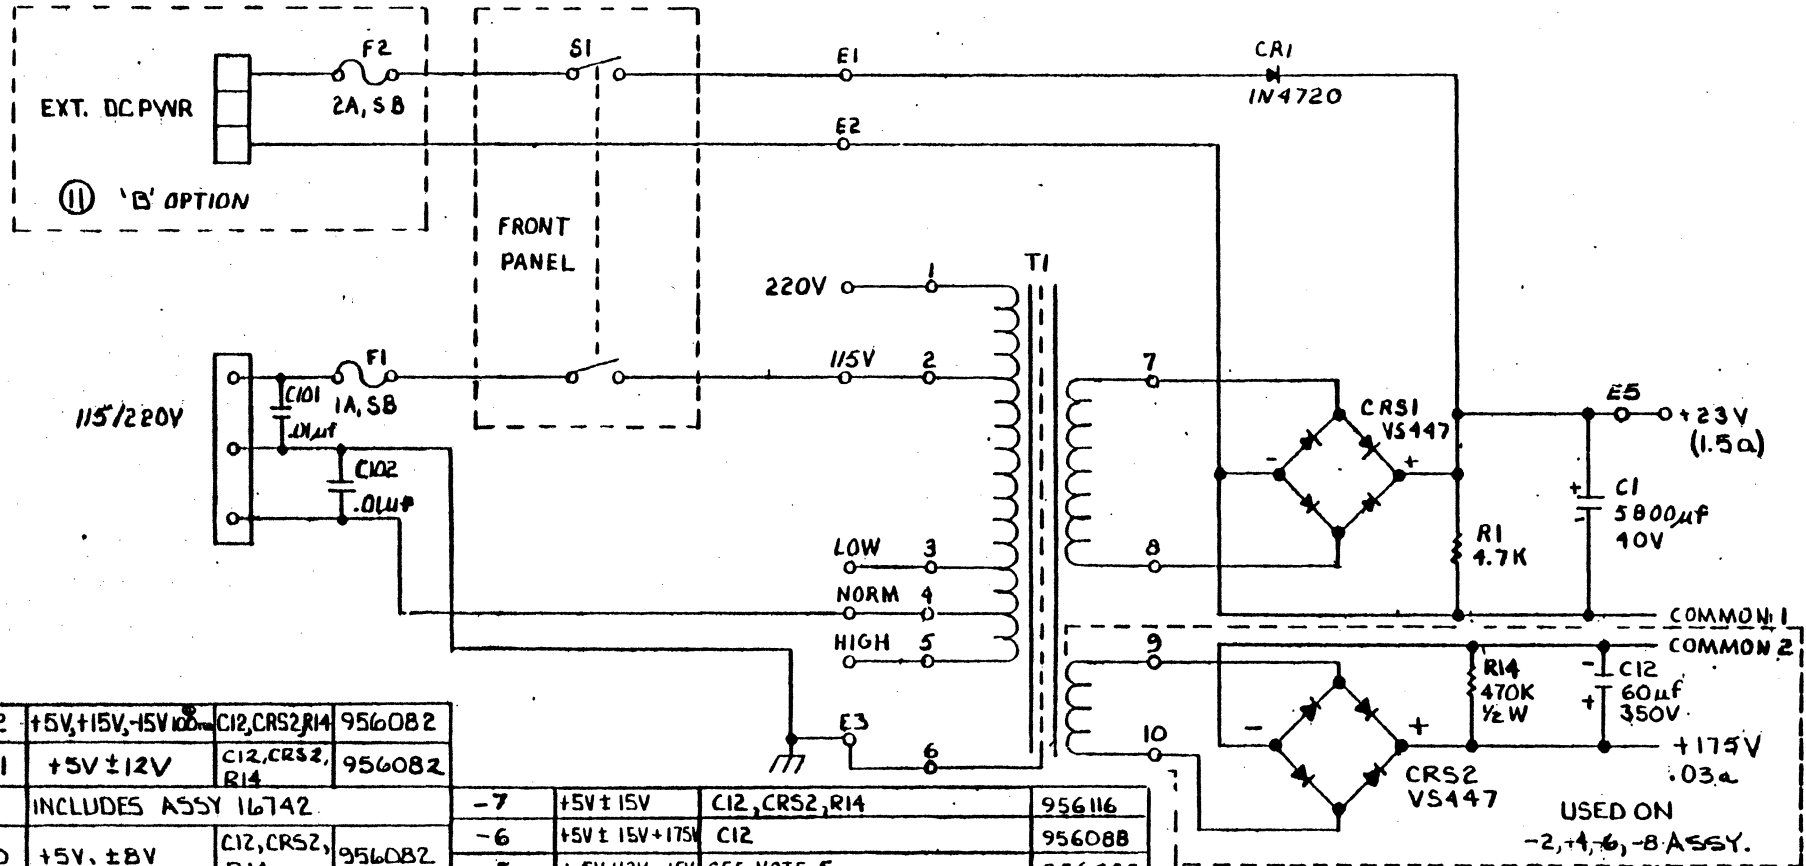 F2
S1
E1
CR1
EXT. DC PWR
2A, SB
1N4720
E2
11 'B' OPTION
FRONT
PANEL
T1
220V
1
115V
2
7
F1
C101
.01µf
1A, SB
115/220V
C102
.01µf
CRS1
VS447
-
+
E5
+23V
(1.5a)
+
-
C1
5800µf
40V
R1
4.7K
LOW
3
8
NORM
4
HIGH
5
COMMON 1
COMMON 2
9
R14
470K
½W
-
+
C12
60µf
350V
E3
6
10
-
+
+175V
.03a
CRS2
VS447
USED ON
-2,-4,-6,-8 ASSY.
2 +5V,+15V,-15V C12,CRS2,R14 956082
1 +5V ±12V C12,CRS2, R14 956082
INCLUDES ASSY 16742
+5V, ±8V C12,CRS2, 956082
-7 +5V ± 15V C12,CRS2,R14 956116
-6 +5V ± 15V +175V C12 956088